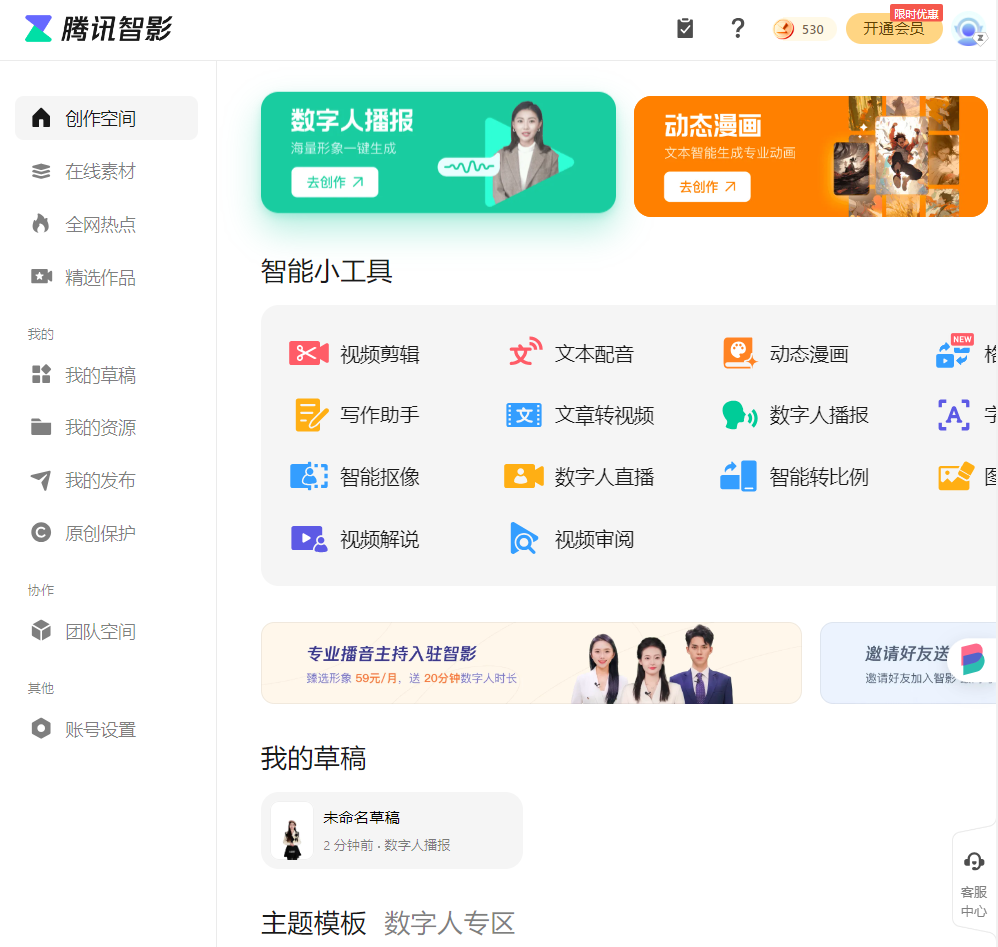 腾讯智影
530
限时优惠
开通会员
创作空间
在线素材
全网热点
精选作品
我的
我的草稿
我的资源
我的发布
原创保护
协作
团队空间
其他
账号设置
数字人播报
海量形象一键生成
去创作
动态漫画
文本智能生成专业动画
去创作
智能小工具
视频剪辑
文本配音
动态漫画
NEW
写作助手
文章转视频
数字人播报
智能抠像
数字人直播
智能转比例
视频解说
视频审阅
专业播音主持入驻智影
臻选形象 59元/月，送 20分钟数字人时长
邀请好友送
邀请好友加入智影
我的草稿
未命名草稿
2 分钟前 · 数字人播报
客服
中心
主题模板 数字人专区